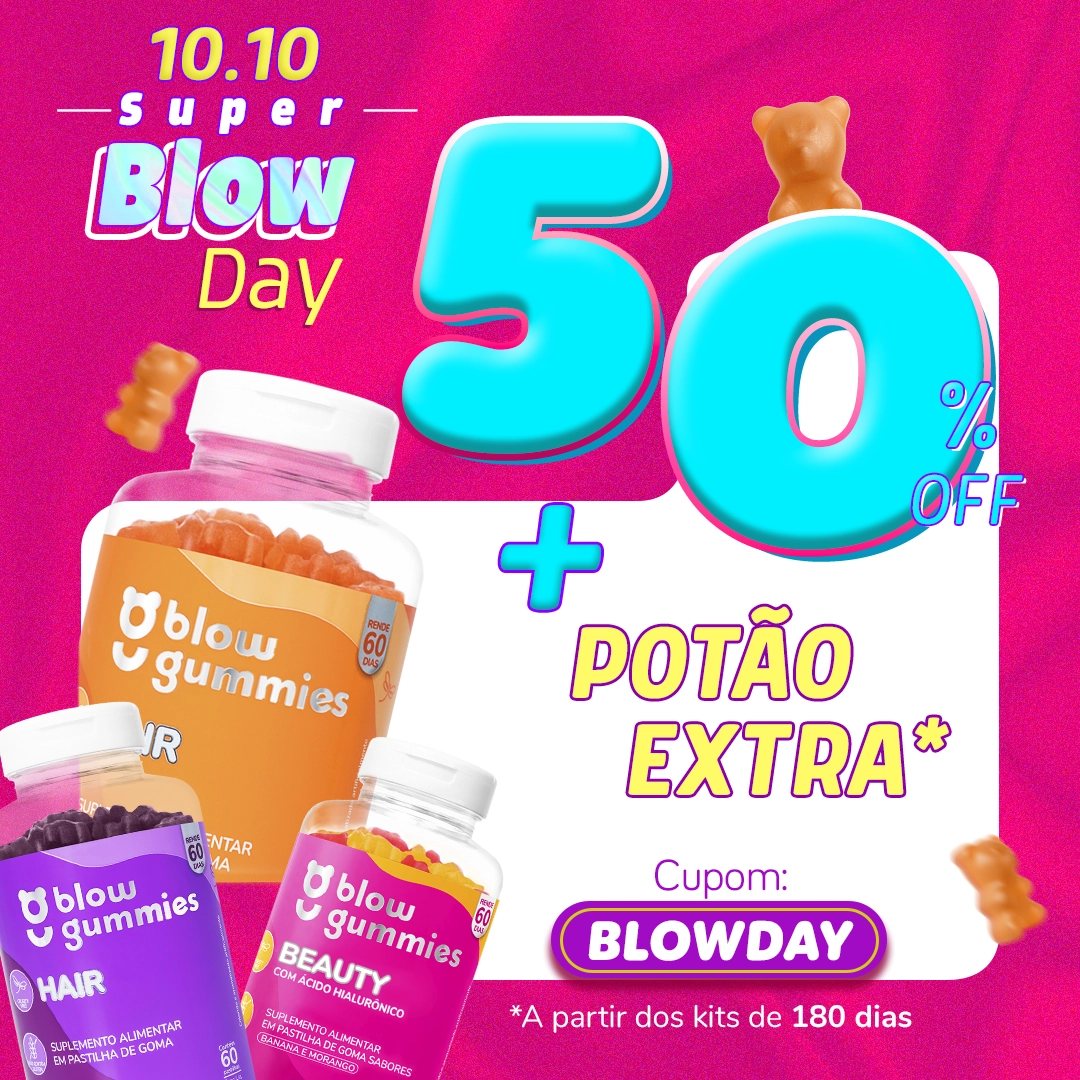 10.10
Super
Blow
Day
50
%
OFF
+
POTÃO
EXTRA*
Cupom:
BLOWDAY
*A partir dos kits de 180 dias
blow
gummies
RENDE
60
DIAS
blow
gummies
HAIR
SUPLEMENTO ALIMENTAR
EM PASTILHA DE GOMA
RENDE
60
DIAS
60
blow
gummies
BEAUTY
COM ÁCIDO HIALURÔNICO
SUPLEMENTO ALIMENTAR
EM PASTILHA DE GOMA SABORES
BANANA E MORANGO
RENDE
60
DIAS